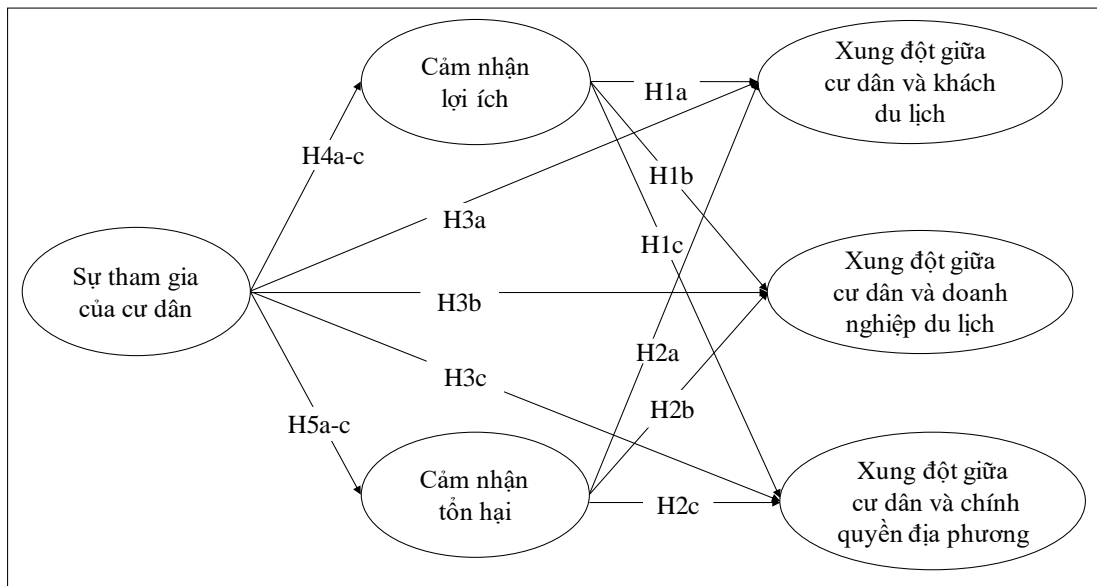 Cảm nhận
lợi ích
Xung đột giữa
cư dân và khách
du lịch
H1a
H4a-c
H1b
H3a
H1c
Sự tham gia
của cư dân
H3b
Xung đột giữa
cư dân và doanh
nghiệp du lịch
H2a
H3c
H2b
H5a-c
Cảm nhận
tổn hại
H2c
Xung đột giữa
cư dân và chính
quyền địa phương